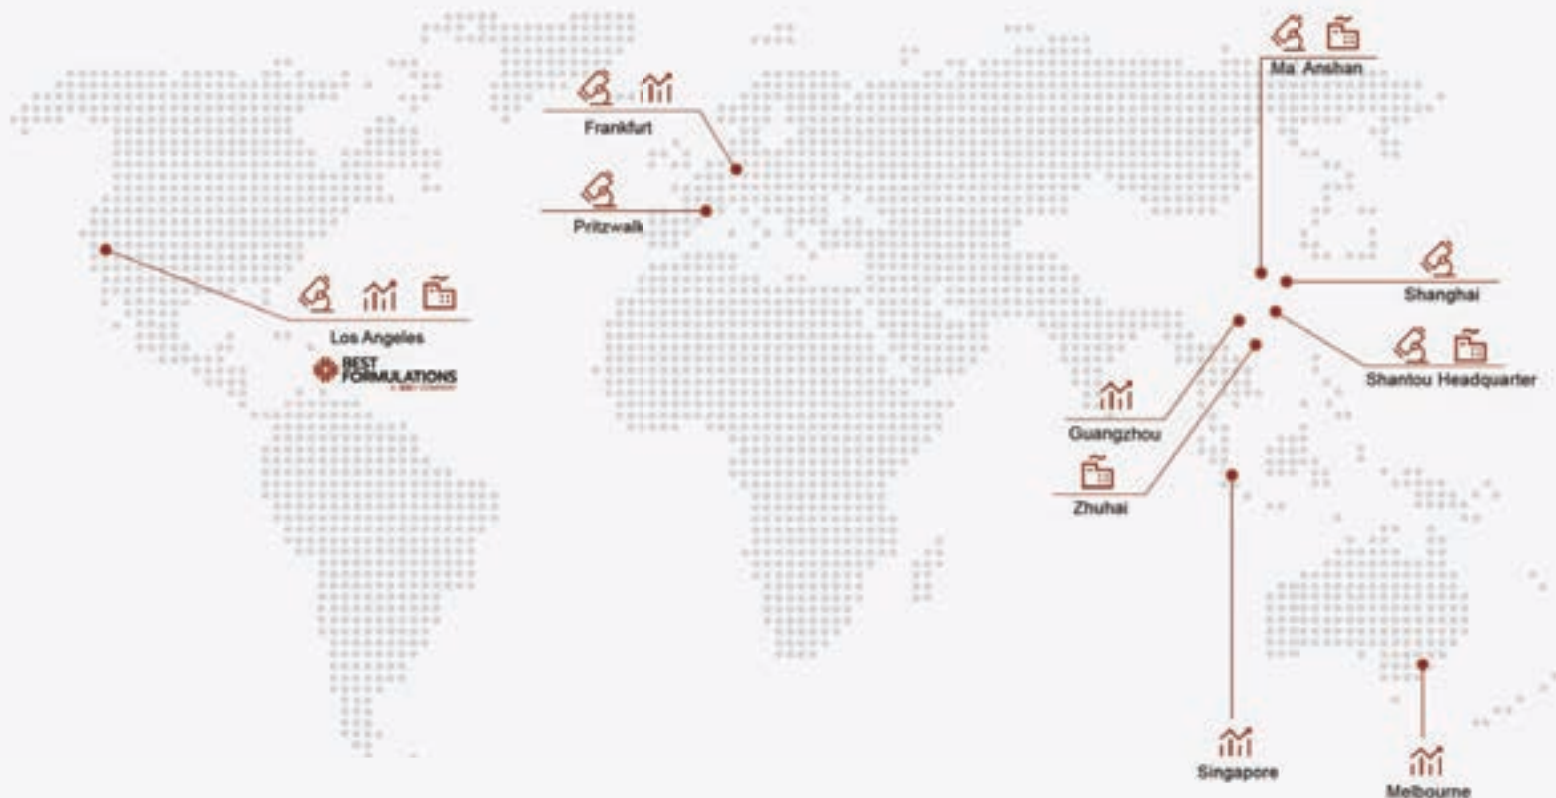 Ma Anshan
Frankfurt
Pritzwalk
Shanghai
Los Angeles
BEST
FORMULATIONS
Shantou Headquarter
Guangzhou
Zhuhai
Singapore
Melbourne